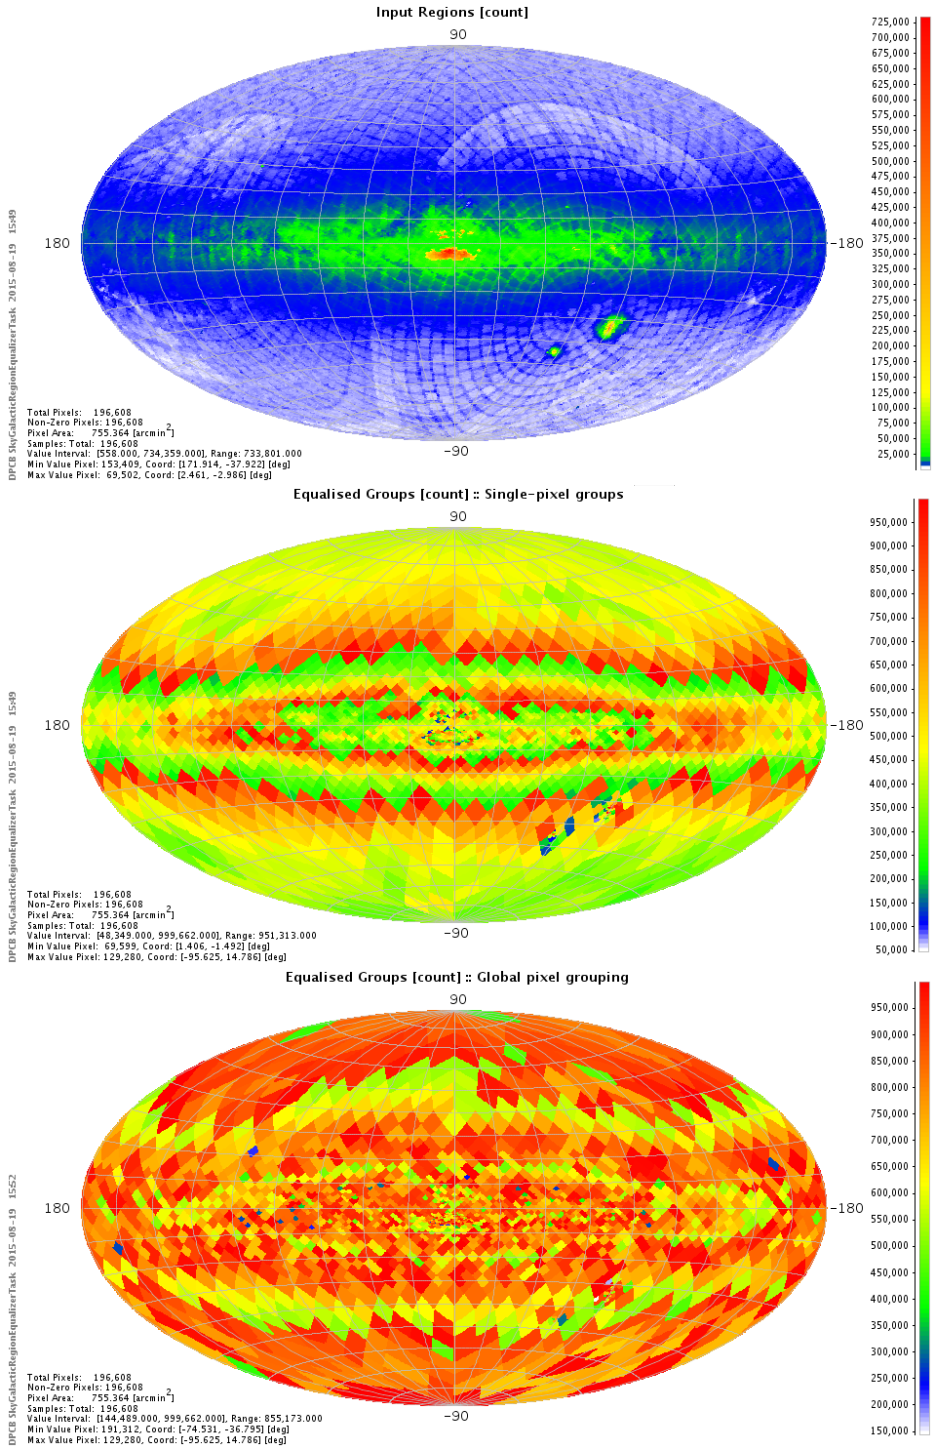 Input Regions [count]
90
180
-180
-90
725,000
700,000
675,000
650,000
625,000
600,000
575,000
550,000
525,000
500,000
475,000
450,000
425,000
400,000
375,000
350,000
325,000
300,000
275,000
250,000
225,000
200,000
175,000
150,000
125,000
100,000
75,000
50,000
25,000
DPCB SkyGalacticRegionEqualizerTask 2015-08-19 15:49
Total Pixels: 196,608
Non-Zero Pixels: 196,608
Pixel Area: 755.364 [arcmin²]
Samples: Total: 196,608
Value Interval: [558.000, 734,359.000], Range: 733,801.000
Min Value Pixel: 153,409, Coord: [171.914, -37.922] [deg]
Max Value Pixel: 69,502, Coord: [2.461, -2.986] [deg]
Equalised Groups [count] :: Single-pixel groups
90
180
-180
-90
950,000
900,000
850,000
800,000
750,000
700,000
650,000
600,000
550,000
500,000
450,000
400,000
350,000
300,000
250,000
200,000
150,000
100,000
50,000
DPCB SkyGalacticRegionEqualizerTask 2015-08-19 15:49
Total Pixels: 196,608
Non-Zero Pixels: 196,608
Pixel Area: 755.364 [arcmin²]
Samples: Total: 196,608
Value Interval: [48,349.000, 999,662.000], Range: 951,313.000
Min Value Pixel: 69,599, Coord: [1.406, -1.492] [deg]
Max Value Pixel: 129,280, Coord: [-95.625, 14.786] [deg]
Equalised Groups [count] :: Global pixel grouping
90
180
-180
-90
950,000
900,000
850,000
800,000
750,000
700,000
650,000
600,000
550,000
500,000
450,000
400,000
350,000
300,000
250,000
200,000
150,000
DPCB SkyGalacticRegionEqualizerTask 2015-08-19 15:52
Total Pixels: 196,608
Non-Zero Pixels: 196,608
Pixel Area: 755.364 [arcmin²]
Samples: Total: 196,608
Value Interval: [144,489.000, 999,662.000], Range: 855,173.000
Min Value Pixel: 191,312, Coord: [-74.531, -36.795] [deg]
Max Value Pixel: 129,280, Coord: [-95.625, 14.786] [deg]